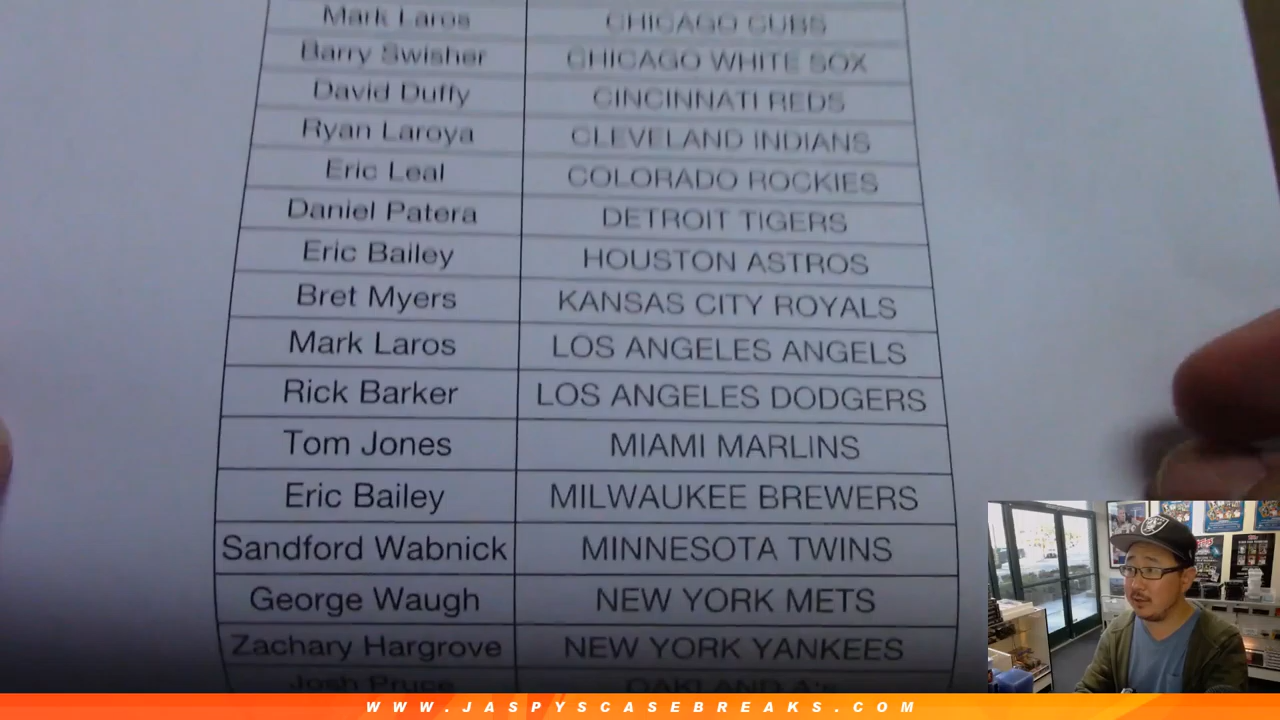 Mark Laros CHICAGO CUBS
Barry Swisher CHICAGO WHITE SOX
David Duffy CINCINNATI REDS
Ryan Laroya CLEVELAND INDIANS
Eric Leal COLORADO ROCKIES
Daniel Patera DETROIT TIGERS
Eric Bailey HOUSTON ASTROS
Bret Myers KANSAS CITY ROYALS
Mark Laros LOS ANGELES ANGELS
Rick Barker LOS ANGELES DODGERS
Tom Jones MIAMI MARLINS
Eric Bailey MILWAUKEE BREWERS
Sandford Wabnick MINNESOTA TWINS
George Waugh NEW YORK METS
Zachary Hargrove NEW YORK YANKEES
Josh Pruce OAKLAND A's
WWW.JASPYSCASEBREAKS.COM